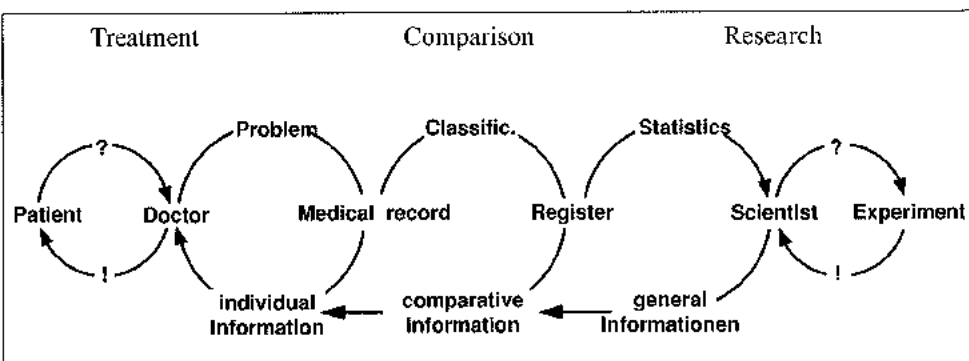 Treatment Comparison Research
Problem Classific. Statistics
? ?
Patient Doctor Medical record Register Scientist Experiment
! !
individual comparative general
Information Information Informationen